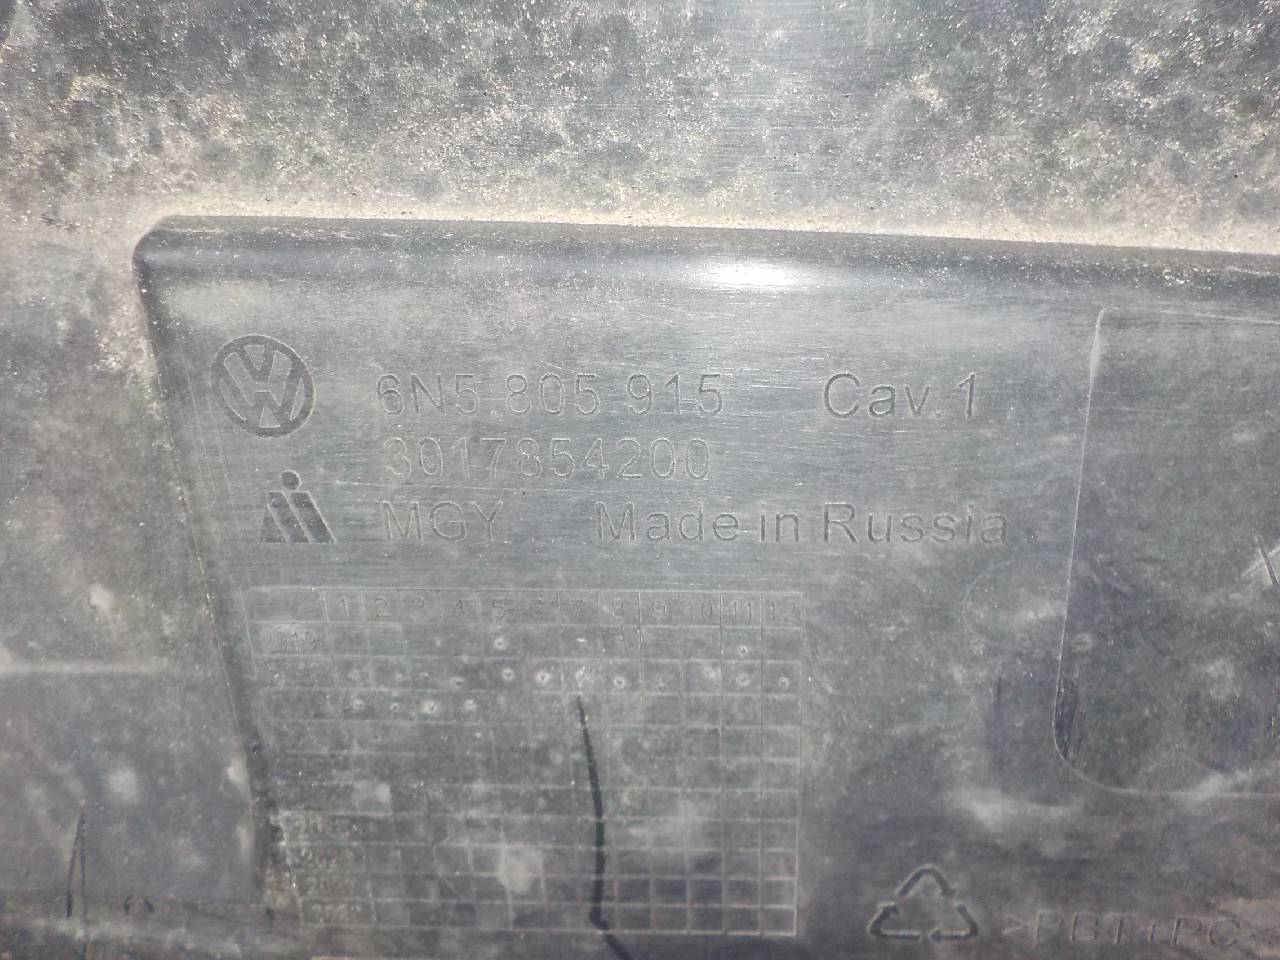 6N5 805 915 Cav.1
3017854200
MGY Made in Russia
1 2 3 4 5 6 7 8 9 10 11 12
2019
>PBT+PC<